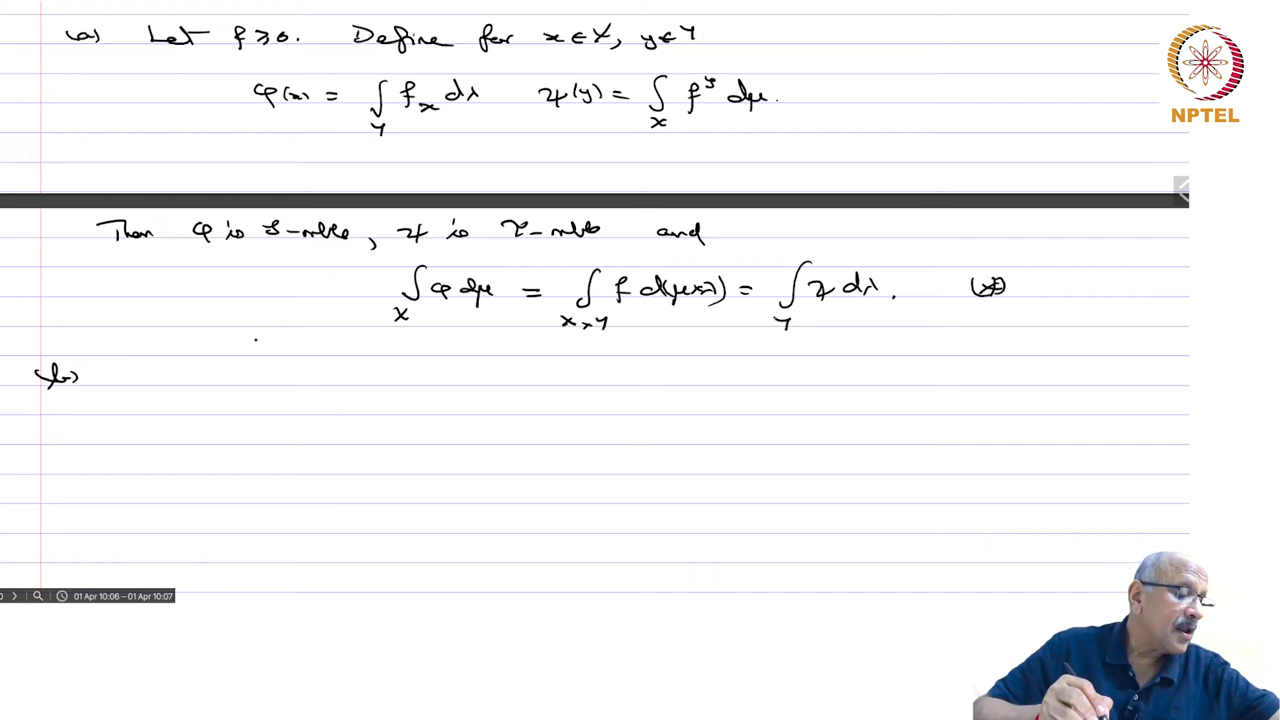 (a) Let f ≥ 0. Define for x ∈ X, y ∈ Y
φ(x) = ∫_Y f_x dλ ψ(y) = ∫_X f^y dμ.
NPTEL
Then φ is S-mble, ψ is τ-mble and
∫_X φ dμ = ∫_{X×Y} f d(μ×λ) = ∫_Y ψ dλ. (*)
(b)
01 Apr 10:06 – 01 Apr 10:07